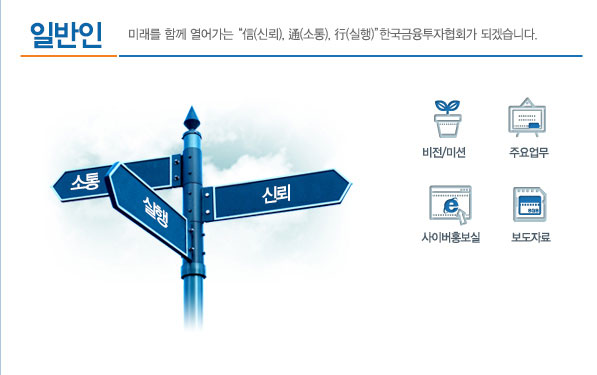 일반인
미래를 함께 열어가는 “信(신뢰), 通(소통), 行(실행)”한국금융투자협회가 되겠습니다.
소통
실행
신뢰
비전/미션
주요업무
사이버홍보실
보도자료